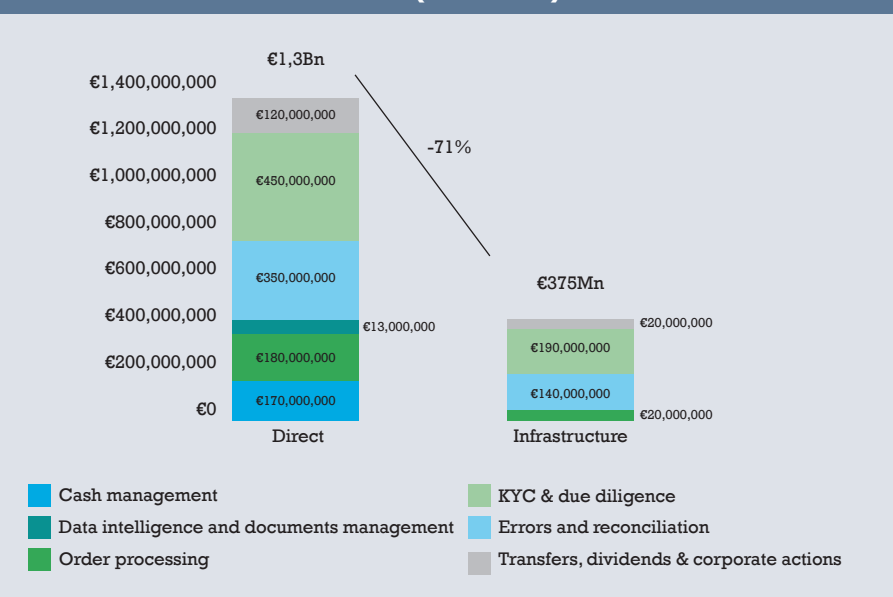 €1,3Bn
€1,400,000,000
€120,000,000
€1,200,000,000
-71%
€1,000,000,000
€450,000,000
€800,000,000
€600,000,000
€350,000,000
€375Mn
€400,000,000
€13,000,000
€20,000,000
€200,000,000
€180,000,000
€190,000,000
€170,000,000
€140,000,000
€0
€20,000,000
Direct
Infrastructure
Cash management
KYC & due diligence
Data intelligence and documents management
Errors and reconciliation
Order processing
Transfers, dividends & corporate actions